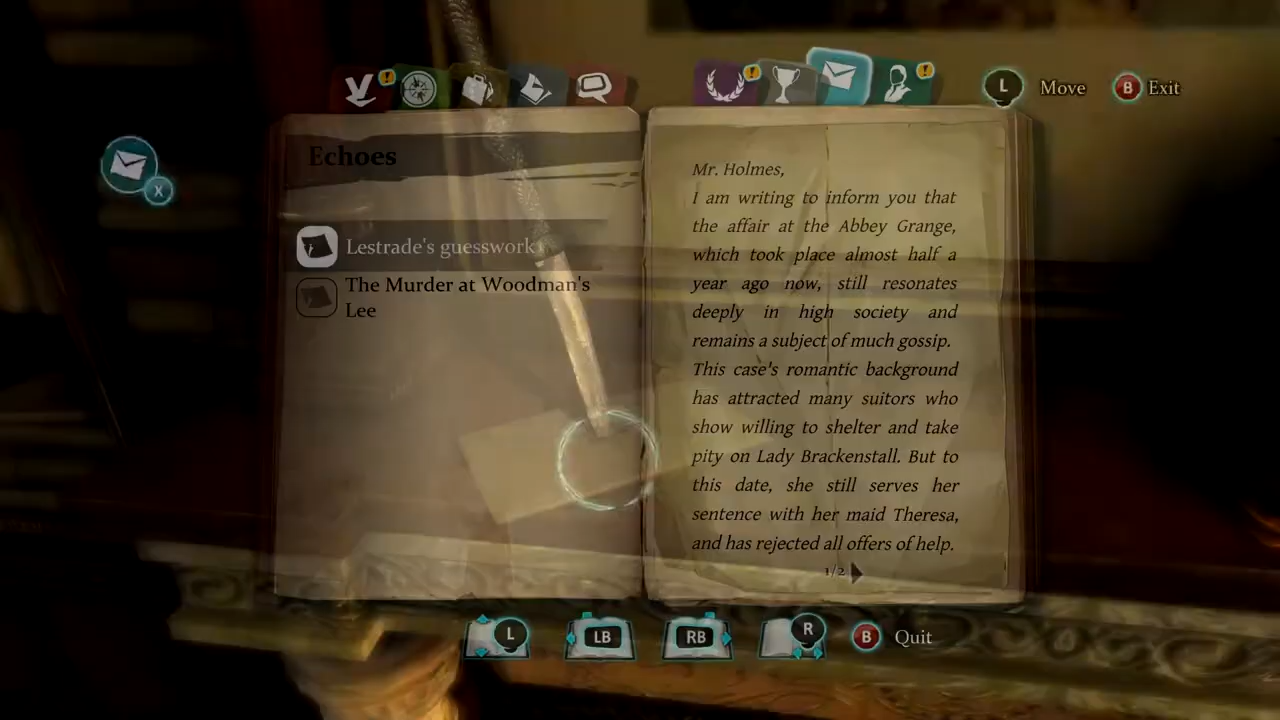 L Move B Exit
X
Echoes
Lestrade's guesswork
The Murder at Woodman's
Lee
Mr. Holmes,
I am writing to inform you that
the affair at the Abbey Grange,
which took place almost half a
year ago now, still resonates
deeply in high society and
remains a subject of much gossip.
This case's romantic background
has attracted many suitors who
show willing to shelter and take
pity on Lady Brackenstall. But to
this date, she still serves her
sentence with her maid Theresa,
and has rejected all offers of help.
1/2
L LB RB R B Quit